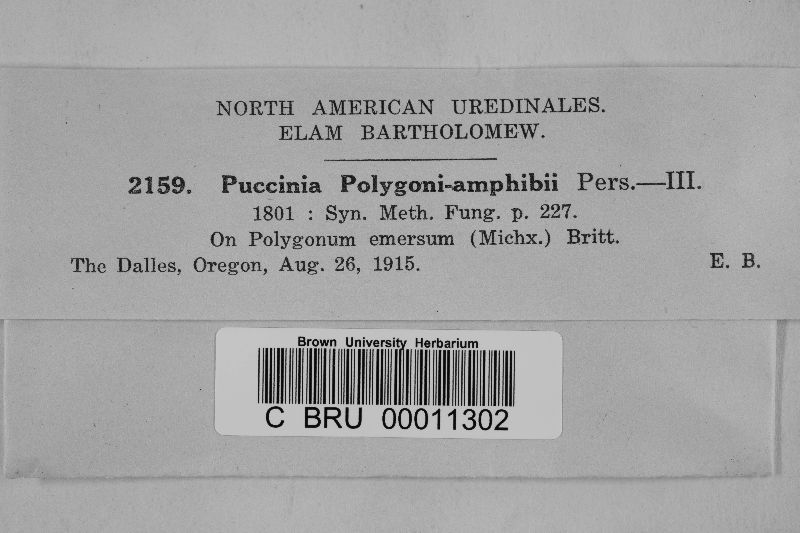 NORTH AMERICAN UREDINALES.
ELAM BARTHOLOMEW.
2159. Puccinia Polygoni-amphibii Pers.—III.
1801 : Syn. Meth. Fung. p. 227.
On Polygonum emersum (Michx.) Britt.
The Dalles, Oregon, Aug. 26, 1915. E. B.
Brown University Herbarium
C BRU 00011302